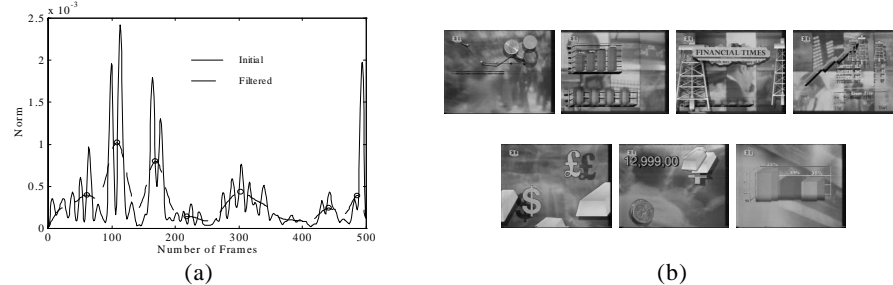 x 10⁻³
2.5
2
1.5
1
0.5
0
Norm
Initial
Filtered
0 100 200 300 400 500
Number of Frames
(a)
FINANCIAL TIMES
££
$
12,999,00
(b)